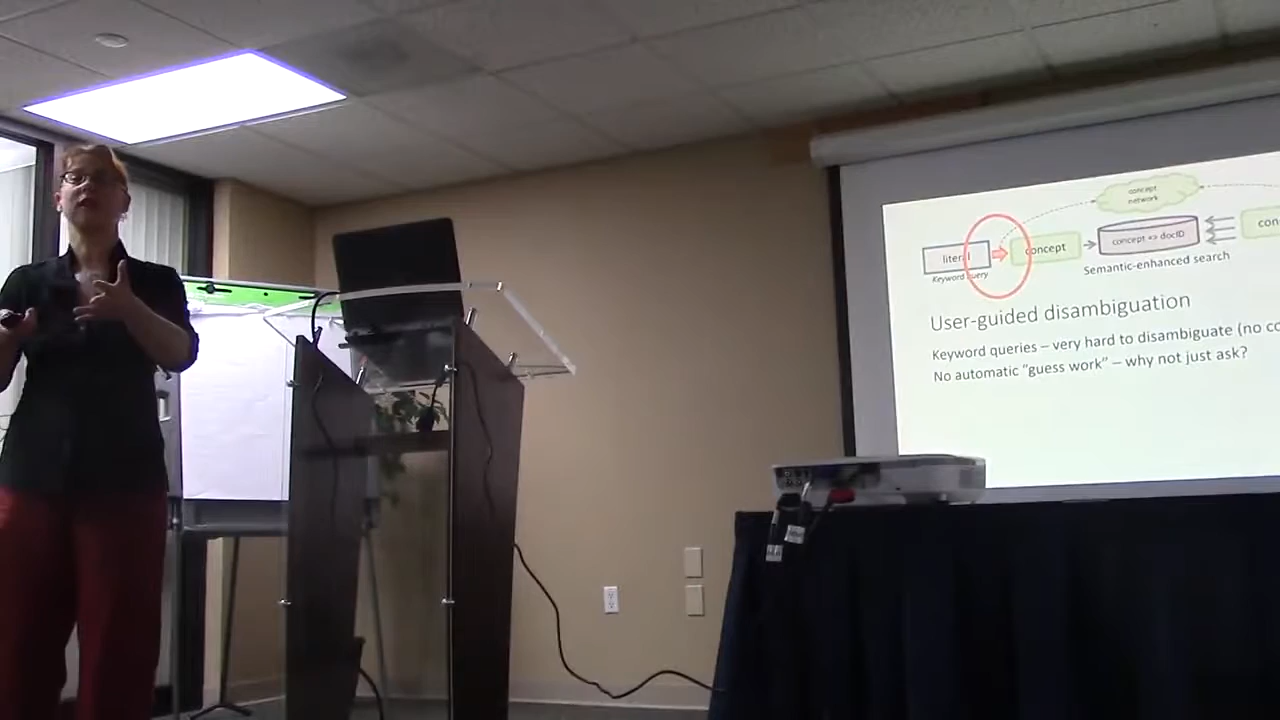 concept
network
literal
concept
concept => docID
con
Keyword query
Semantic-enhanced search
User-guided disambiguation
Keyword queries – very hard to disambiguate (no co
No automatic "guess work" – why not just ask?